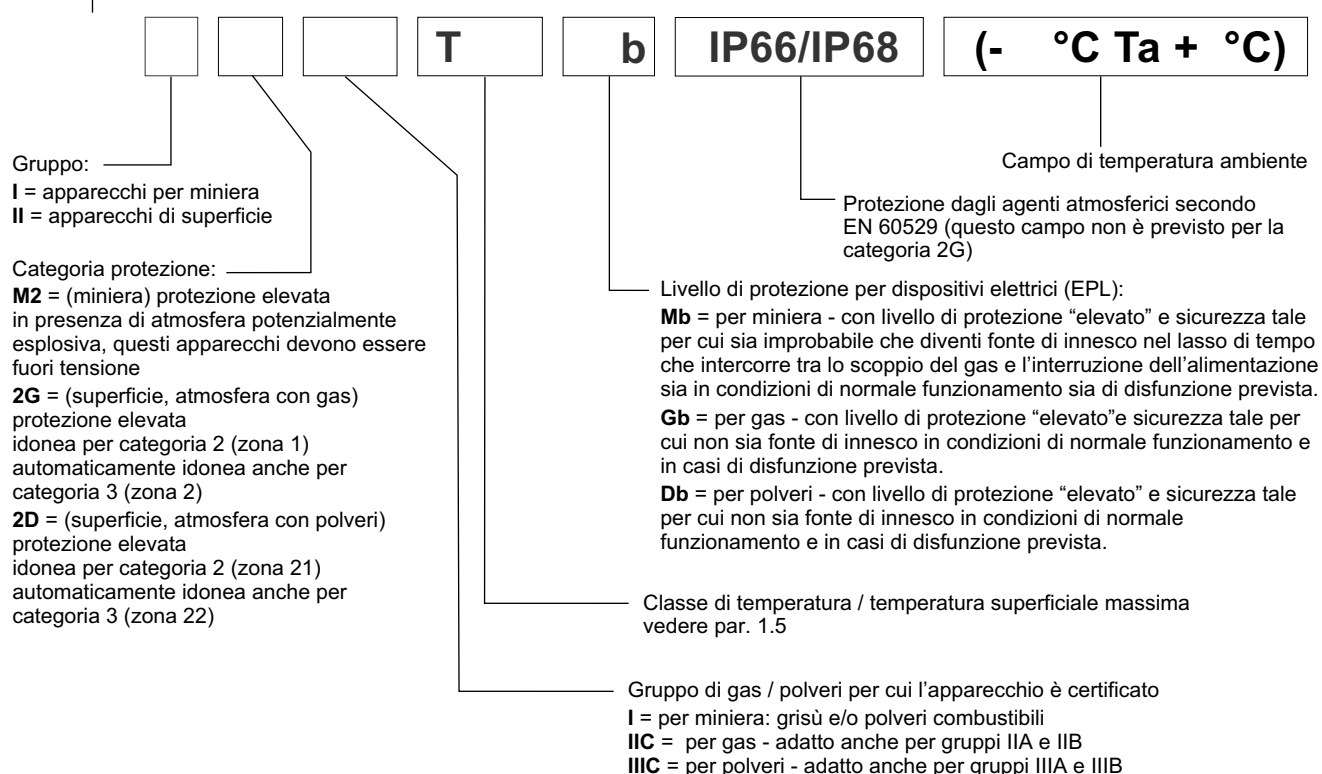 T b IP66/IP68 (- °C Ta + °C)
Gruppo:
I = apparecchi per miniera
II = apparecchi di superficie
Categoria protezione:
M2 = (miniera) protezione elevata
in presenza di atmosfera potenzialmente
esplosiva, questi apparecchi devono essere
fuori tensione
2G = (superficie, atmosfera con gas)
protezione elevata
idonea per categoria 2 (zona 1)
automaticamente idonea anche per
categoria 3 (zona 2)
2D = (superficie, atmosfera con polveri)
protezione elevata
idonea per categoria 2 (zona 21)
automaticamente idonea anche per
categoria 3 (zona 22)
Campo di temperatura ambiente
Protezione dagli agenti atmosferici secondo
EN 60529 (questo campo non è previsto per la
categoria 2G)
Livello di protezione per dispositivi elettrici (EPL):
Mb = per miniera - con livello di protezione “elevato” e sicurezza tale
per cui sia improbabile che diventi fonte di innesco nel lasso di tempo
che intercorre tra lo scoppio del gas e l’interruzione dell’alimentazione
sia in condizioni di normale funzionamento sia di disfunzione prevista.
Gb = per gas - con livello di protezione “elevato”e sicurezza tale per
cui non sia fonte di innesco in condizioni di normale funzionamento e
in casi di disfunzione prevista.
Db = per polveri - con livello di protezione “elevato” e sicurezza tale
per cui non sia fonte di innesco in condizioni di normale
funzionamento e in casi di disfunzione prevista.
Classe di temperatura / temperatura superficiale massima
vedere par. 1.5
Gruppo di gas / polveri per cui l’apparecchio è certificato
I = per miniera: grisù e/o polveri combustibili
IIC = per gas - adatto anche per gruppi IIA e IIB
IIIC = per polveri - adatto anche per gruppi IIIA e IIIB